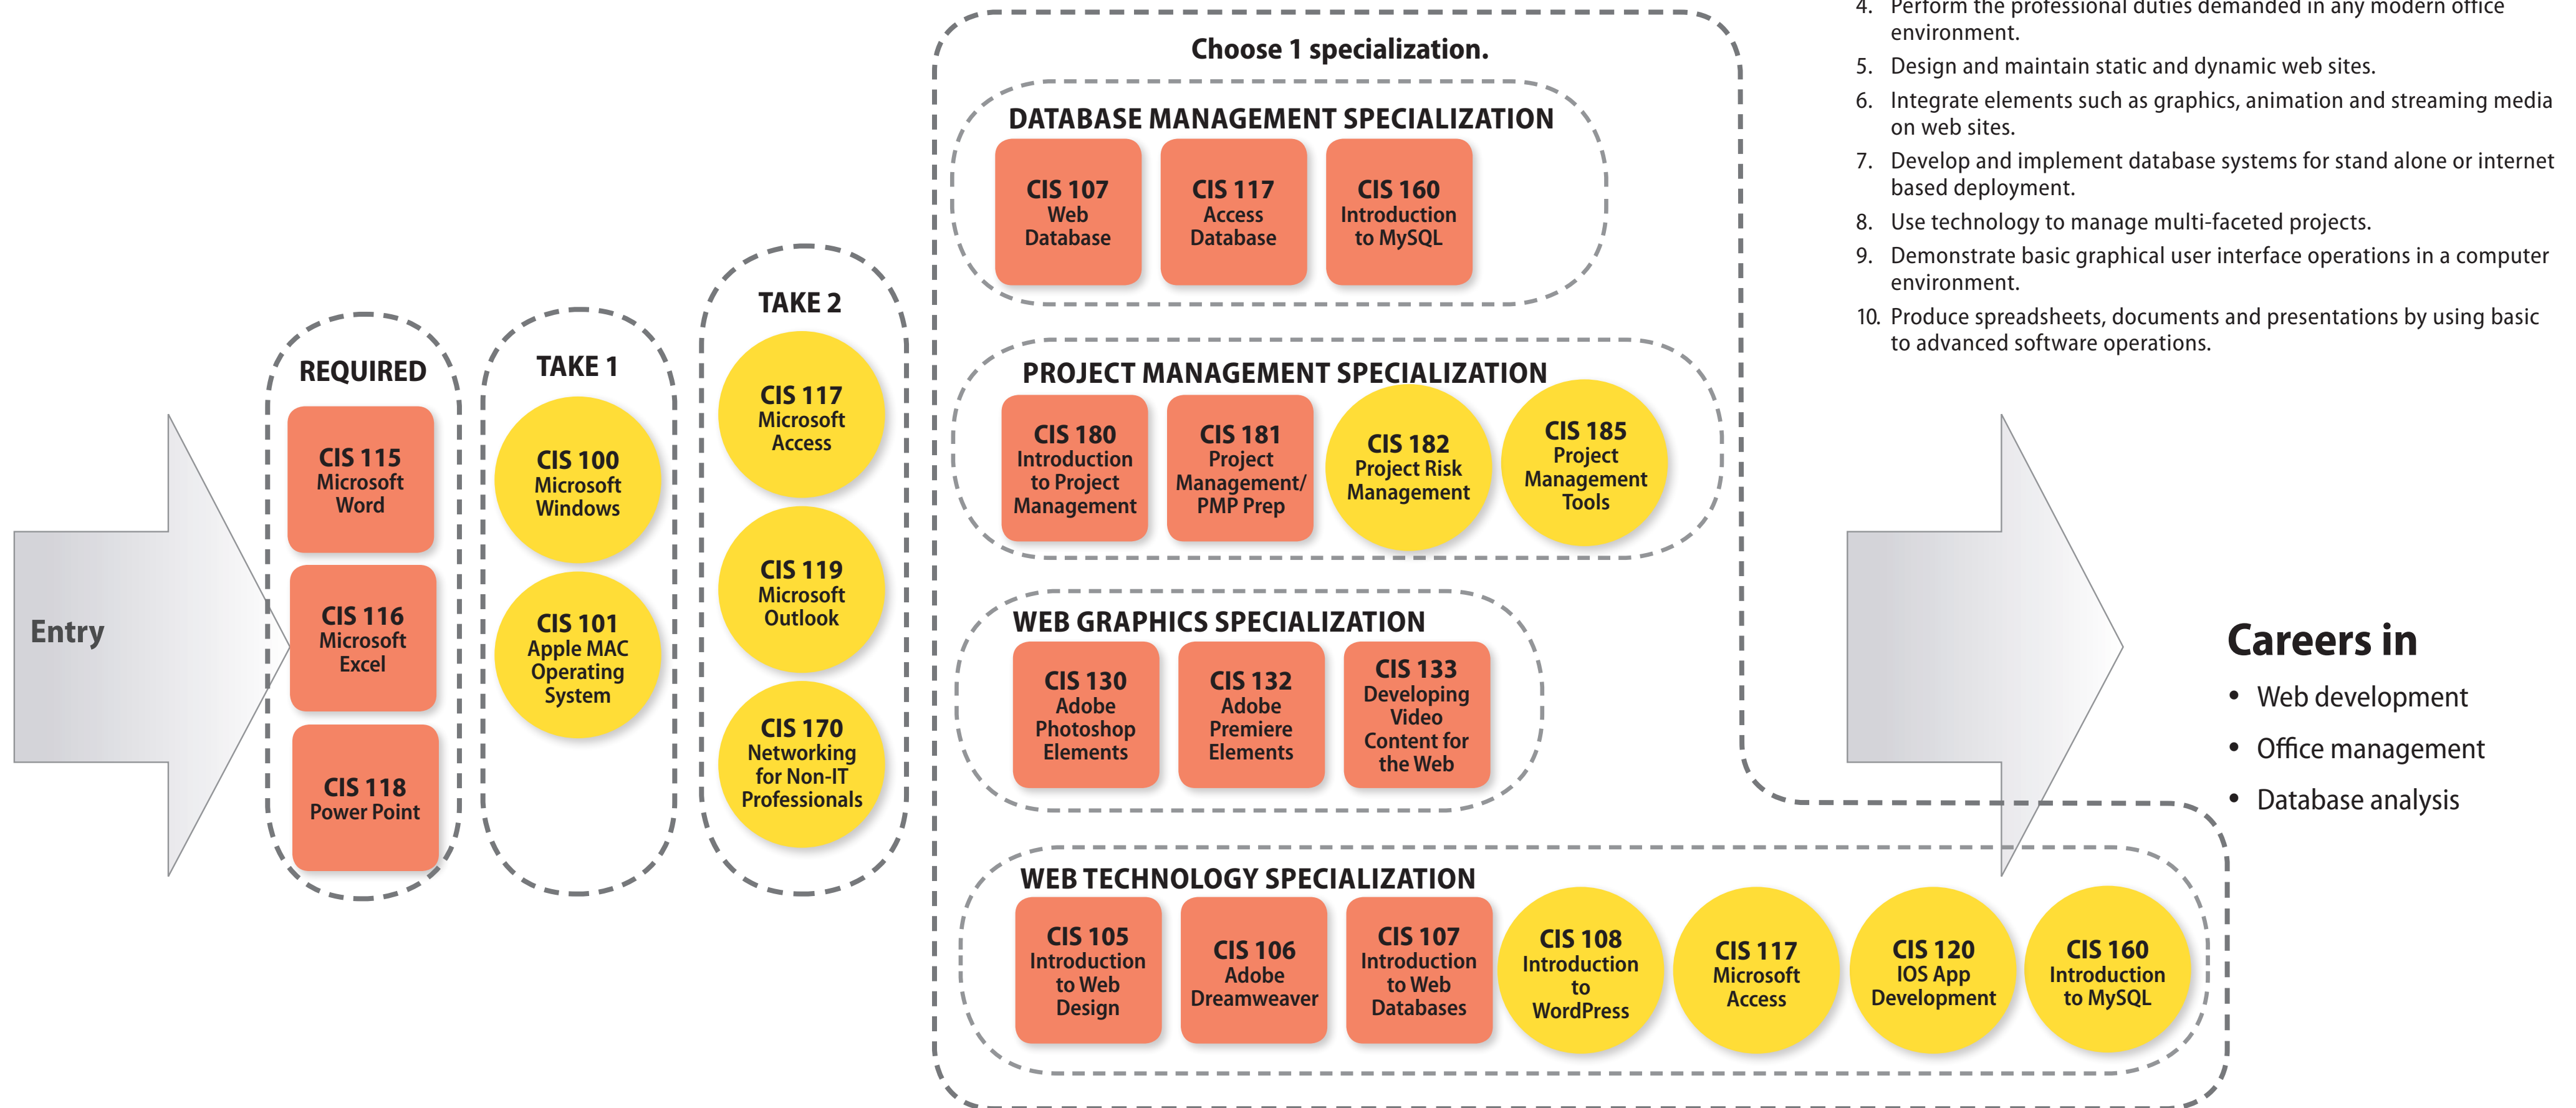 Entry
REQUIRED
CIS 115
Microsoft
Word
CIS 116
Microsoft
Excel
CIS 118
Power Point
TAKE 1
CIS 100
Microsoft
Windows
CIS 101
Apple MAC
Operating
System
TAKE 2
CIS 117
Microsoft
Access
CIS 119
Microsoft
Outlook
CIS 170
Networking
for Non-IT
Professionals
Choose 1 specialization.
DATABASE MANAGEMENT SPECIALIZATION
CIS 107
Web
Database
CIS 117
Access
Database
CIS 160
Introduction
to MySQL
PROJECT MANAGEMENT SPECIALIZATION
CIS 180
Introduction
to Project
Management
CIS 181
Project
Management/
PMP Prep
CIS 182
Project Risk
Management
CIS 185
Project
Management
Tools
WEB GRAPHICS SPECIALIZATION
CIS 130
Adobe
Photoshop
Elements
CIS 132
Adobe
Premiere
Elements
CIS 133
Developing
Video
Content for
the Web
WEB TECHNOLOGY SPECIALIZATION
CIS 105
Introduction
to Web
Design
CIS 106
Adobe
Dreamweaver
CIS 107
Introduction
to Web
Databases
CIS 108
Introduction
to
WordPress
CIS 117
Microsoft
Access
CIS 120
IOS App
Development
CIS 160
Introduction
to MySQL
4. Perform the professional duties demanded in any modern office
environment.
5. Design and maintain static and dynamic web sites.
6. Integrate elements such as graphics, animation and streaming media
on web sites.
7. Develop and implement database systems for stand alone or internet
based deployment.
8. Use technology to manage multi-faceted projects.
9. Demonstrate basic graphical user interface operations in a computer
environment.
10. Produce spreadsheets, documents and presentations by using basic
to advanced software operations.
Careers in
• Web development
• Office management
• Database analysis